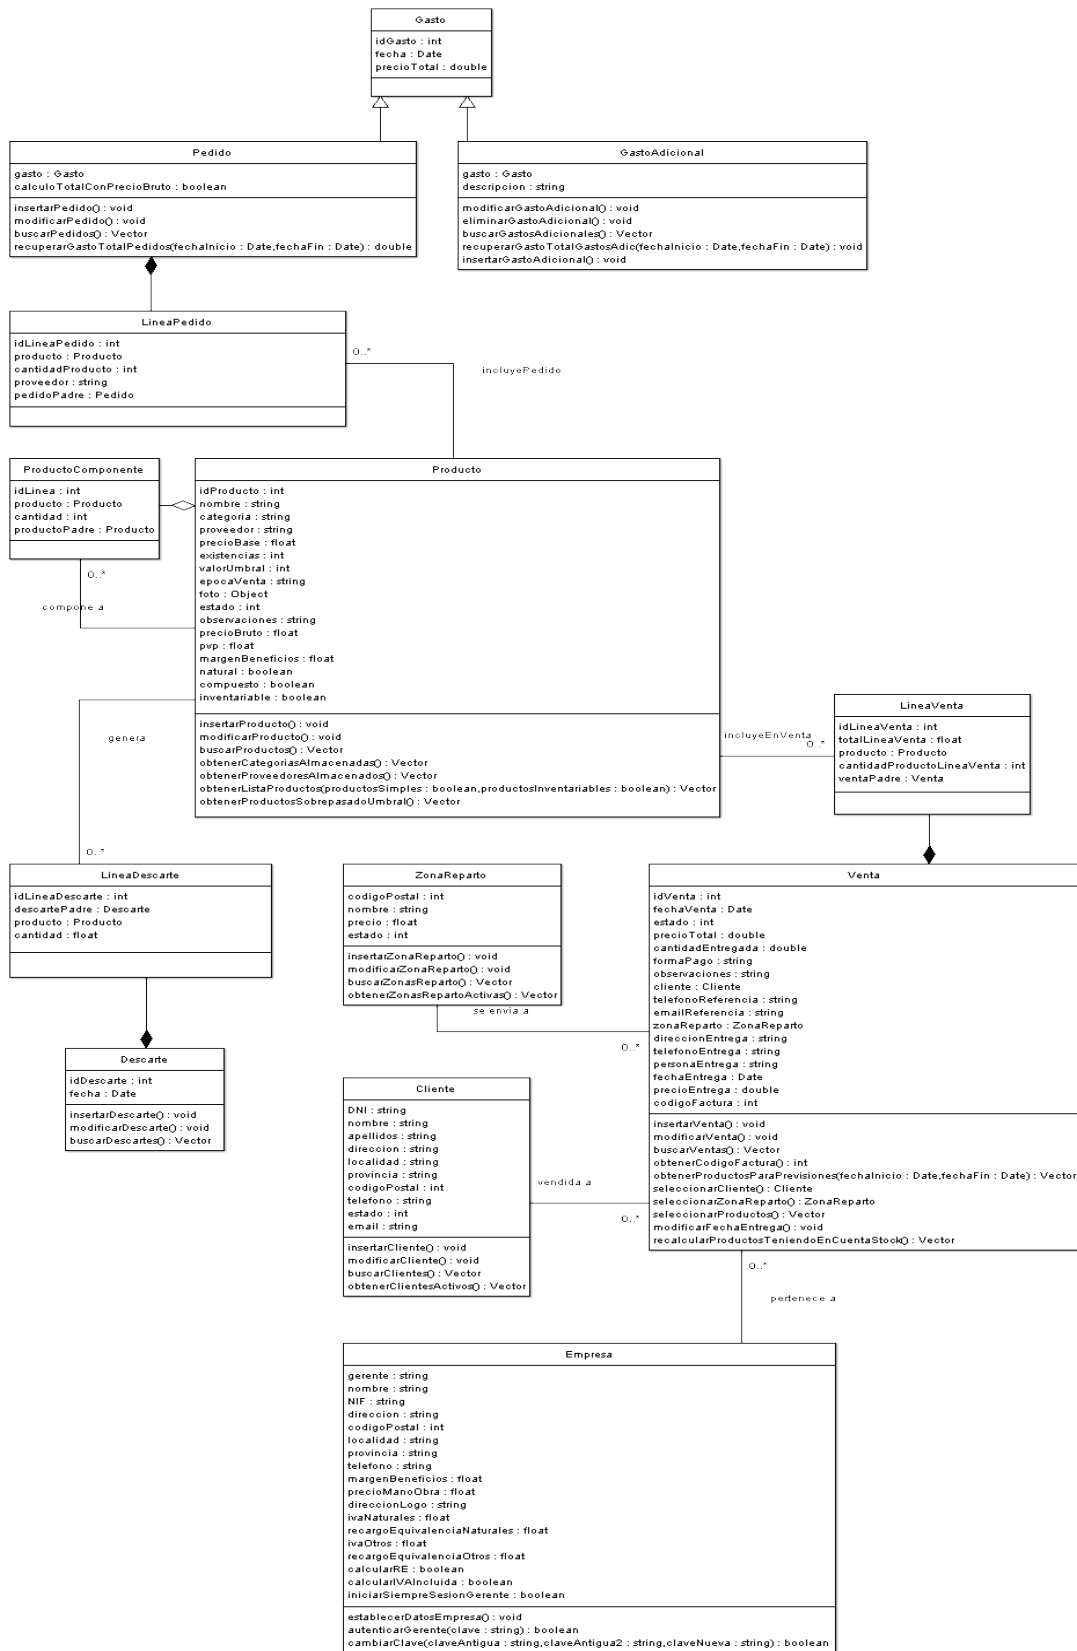 Gasto
idGasto : int
fecha : Date
precioTotal : double
Pedido
gasto : Gasto
calculoTotalConPrecioBruto : boolean
insertarPedido() : void
modificarPedido() : void
buscarPedidos() : Vector
recuperarGastoTotalPedidos(fechaInicio : Date,fechaFin : Date) : double
GastoAdicional
gasto : Gasto
descripcion : string
modificarGastoAdicional() : void
eliminarGastoAdicional() : void
buscarGastosAdicionales() : Vector
recuperarGastoTotalGastosAdic(fechaInicio : Date,fechaFin : Date) : void
insertarGastoAdicional() : void
LineaPedido
idLineaPedido : int
producto : Producto
cantidadProducto : int
proveedor : string
pedidoPadre : Pedido
0..*
incluyePedido
ProductoComponente
idLinea : int
producto : Producto
cantidad : int
productoPadre : Producto
0..*
compone a
Producto
idProducto : int
nombre : string
categoria : string
proveedor : string
precioBase : float
existencias : int
valorUmbral : int
epocaVenta : string
foto : Object
estado : int
observaciones : string
precioBruto : float
pvp : float
margenBeneficios : float
natural : boolean
compuesto : boolean
inventariable : boolean
insertarProducto() : void
modificarProducto() : void
buscarProductos() : Vector
obtenerCategoriasAlmacenadas() : Vector
obtenerProveedoresAlmacenados() : Vector
obtenerListaProductos(productosSimples : boolean,productosInventariables : boolean) : Vector
obtenerProductosSobrepasadoUmbral() : Vector
genera
0..*
incluyeEnVenta
0..*
LineaVenta
idLineaVenta : int
totalLineaVenta : float
producto : Producto
cantidadProductoLineaVenta : int
ventaPadre : Venta
LineaDescarte
idLineaDescarte : int
descartePadre : Descarte
producto : Producto
cantidad : float
Descarte
idDescarte : int
fecha : Date
insertarDescarte() : void
modificarDescarte() : void
buscarDescartes() : Vector
ZonaReparto
codigoPostal : int
nombre : string
precio : float
estado : int
insertarZonaReparto() : void
modificarZonaReparto() : void
buscarZonasReparto() : Vector
obtenerZonasRepartoActivas() : Vector
se envia a
0..*
Cliente
DNI : string
nombre : string
apellidos : string
direccion : string
localidad : string
provincia : string
codigoPostal : int
telefono : string
estado : int
email : string
insertarCliente() : void
modificarCliente() : void
buscarClientes() : Vector
obtenerClientesActivos() : Vector
vendida a
0..*
Venta
idVenta : int
fechaVenta : Date
estado : int
precioTotal : double
cantidadEntregada : double
formaPago : string
observaciones : string
cliente : Cliente
telefonoReferencia : string
emailReferencia : string
zonaReparto : ZonaReparto
direccionEntrega : string
telefonoEntrega : string
personaEntrega : string
fechaEntrega : Date
precioEntrega : double
codigoFactura : int
insertarVenta() : void
modificarVenta() : void
buscarVentas() : Vector
obtenerCodigoFactura() : int
obtenerProductosParaPrevisiones(fechaInicio : Date,fechaFin : Date) : Vector
seleccionarCliente() : Cliente
seleccionarZonaReparto() : ZonaReparto
seleccionarProductos() : Vector
modificarFechaEntrega() : void
recalcularProductosTeniendoEnCuentaStock() : Vector
0..*
pertenece a
Empresa
gerente : string
nombre : string
NIF : string
direccion : string
codigoPostal : int
localidad : string
provincia : string
telefono : string
margenBeneficios : float
precioManoObra : float
direccionLogo : string
ivaNaturales : float
recargoEquivalenciaNaturales : float
ivaOtros : float
recargoEquivalenciaOtros : float
calcularRE : boolean
calcularIVAIncluida : boolean
iniciarSiempreSesionGerente : boolean
establecerDatosEmpresa() : void
autenticarGerente(clave : string) : boolean
cambiarClave(claveAntigua : string,claveAntigua2 : string,claveNueva : string) : boolean